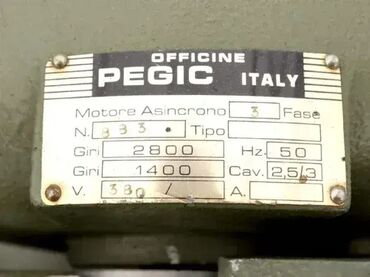 OFFICINE
PEGIC ITALY
Motore Asincrono 3 Fase
N. 883 Tipo
Giri 2800 Hz. 50
Giri 1400 Cav. 2,5/3
V. 380 / A.